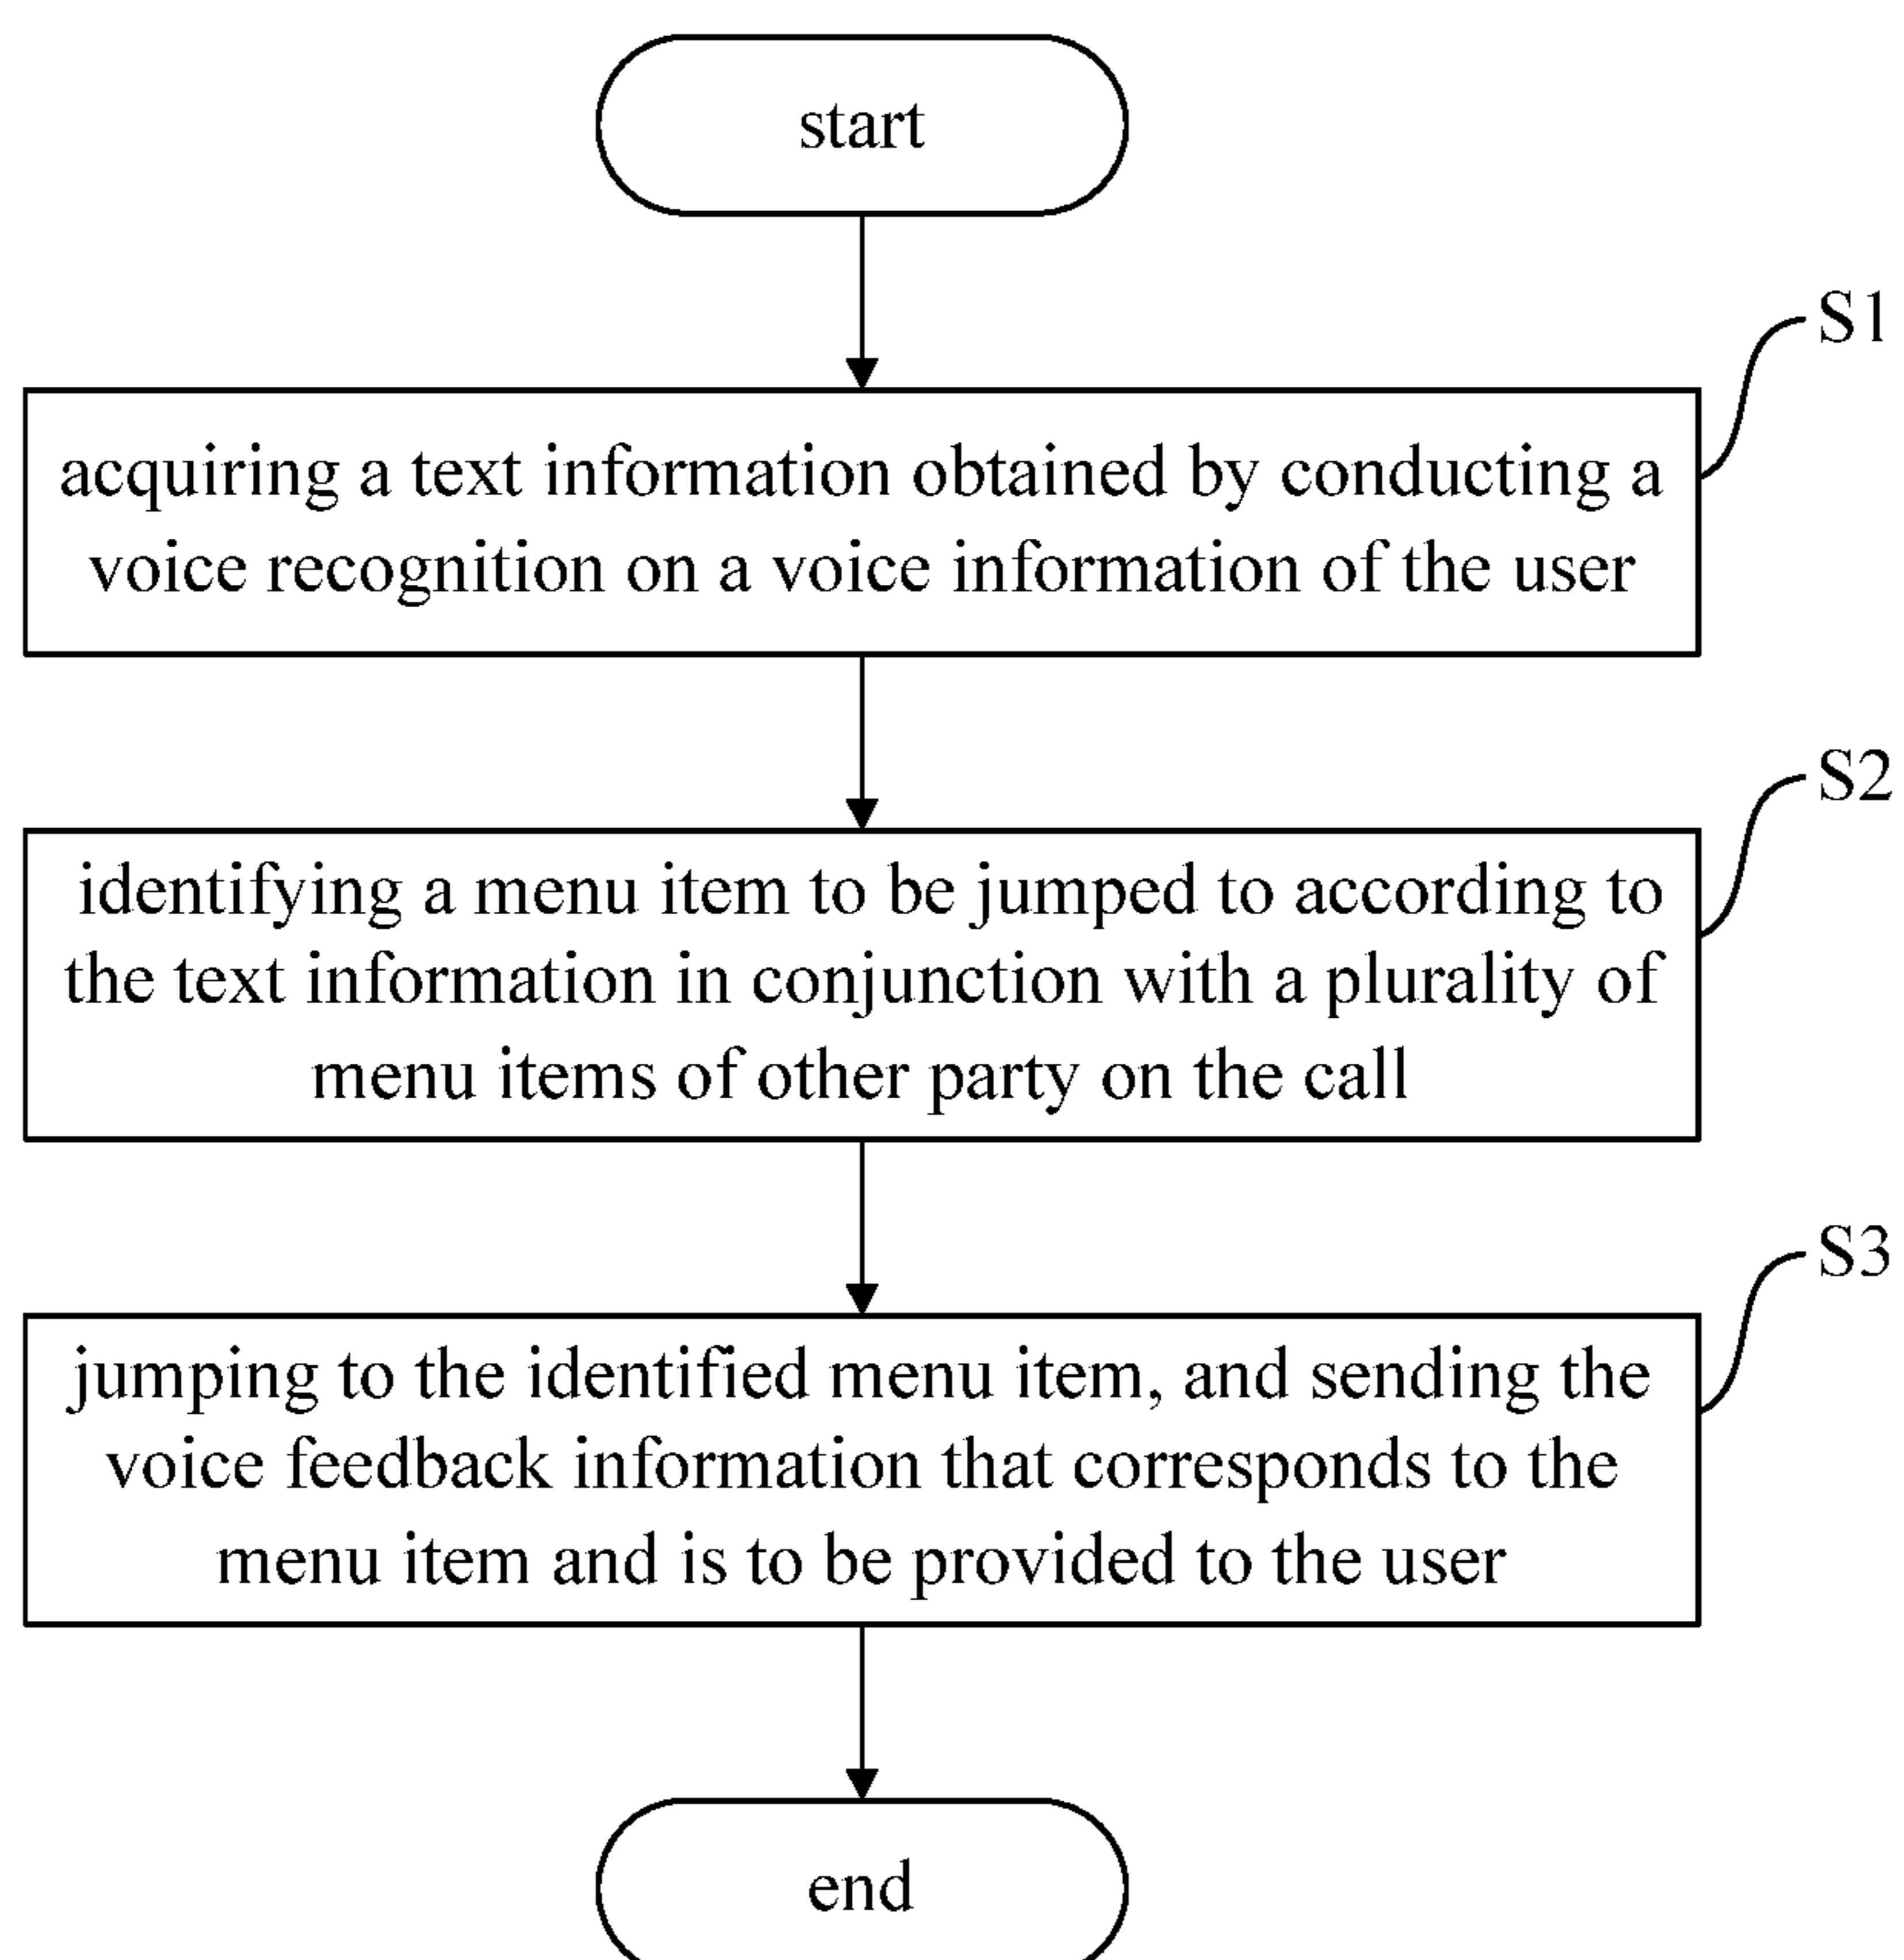 start
S1
acquiring a text information obtained by conducting a
voice recognition on a voice information of the user
S2
identifying a menu item to be jumped to according to
the text information in conjunction with a plurality of
menu items of other party on the call
S3
jumping to the identified menu item, and sending the
voice feedback information that corresponds to the
menu item and is to be provided to the user
end